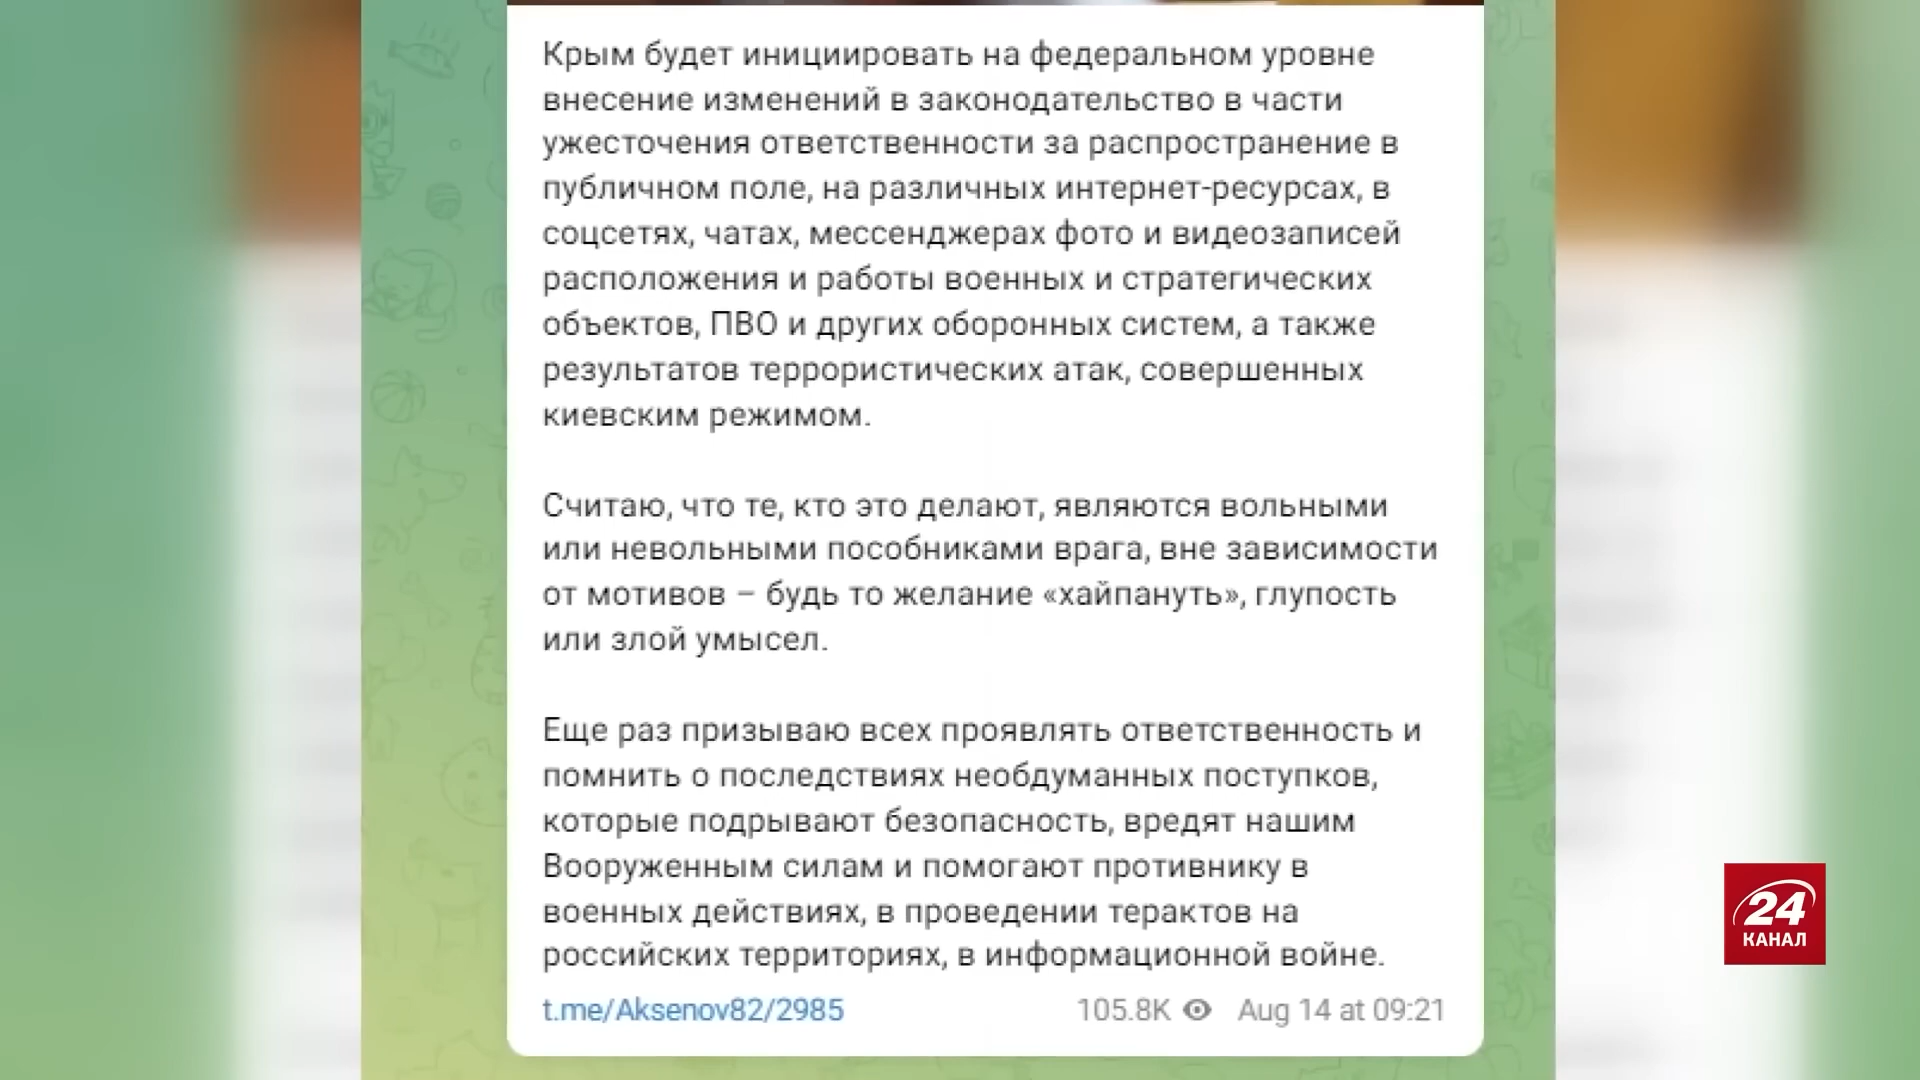 Крым будет инициировать на федеральном уровне
внесение изменений в законодательство в части
ужесточения ответственности за распространение в
публичном поле, на различных интернет-ресурсах, в
соцсетях, чатах, мессенджерах фото и видеозаписей
расположения и работы военных и стратегических
объектов, ПВО и других оборонных систем, а также
результатов террористических атак, совершенных
киевским режимом.
Считаю, что те, кто это делают, являются вольными
или невольными пособниками врага, вне зависимости
от мотивов – будь то желание «хайпануть», глупость
или злой умысел.
Еще раз призываю всех проявлять ответственность и
помнить о последствиях необдуманных поступков,
которые подрывают безопасность, вредят нашим
Вооруженным силам и помогают противнику в
военных действиях, в проведении терактов на
российских территориях, в информационной войне.
t.me/Aksenov82/2985 105.8K Aug 14 at 09:21
24
КАНАЛ